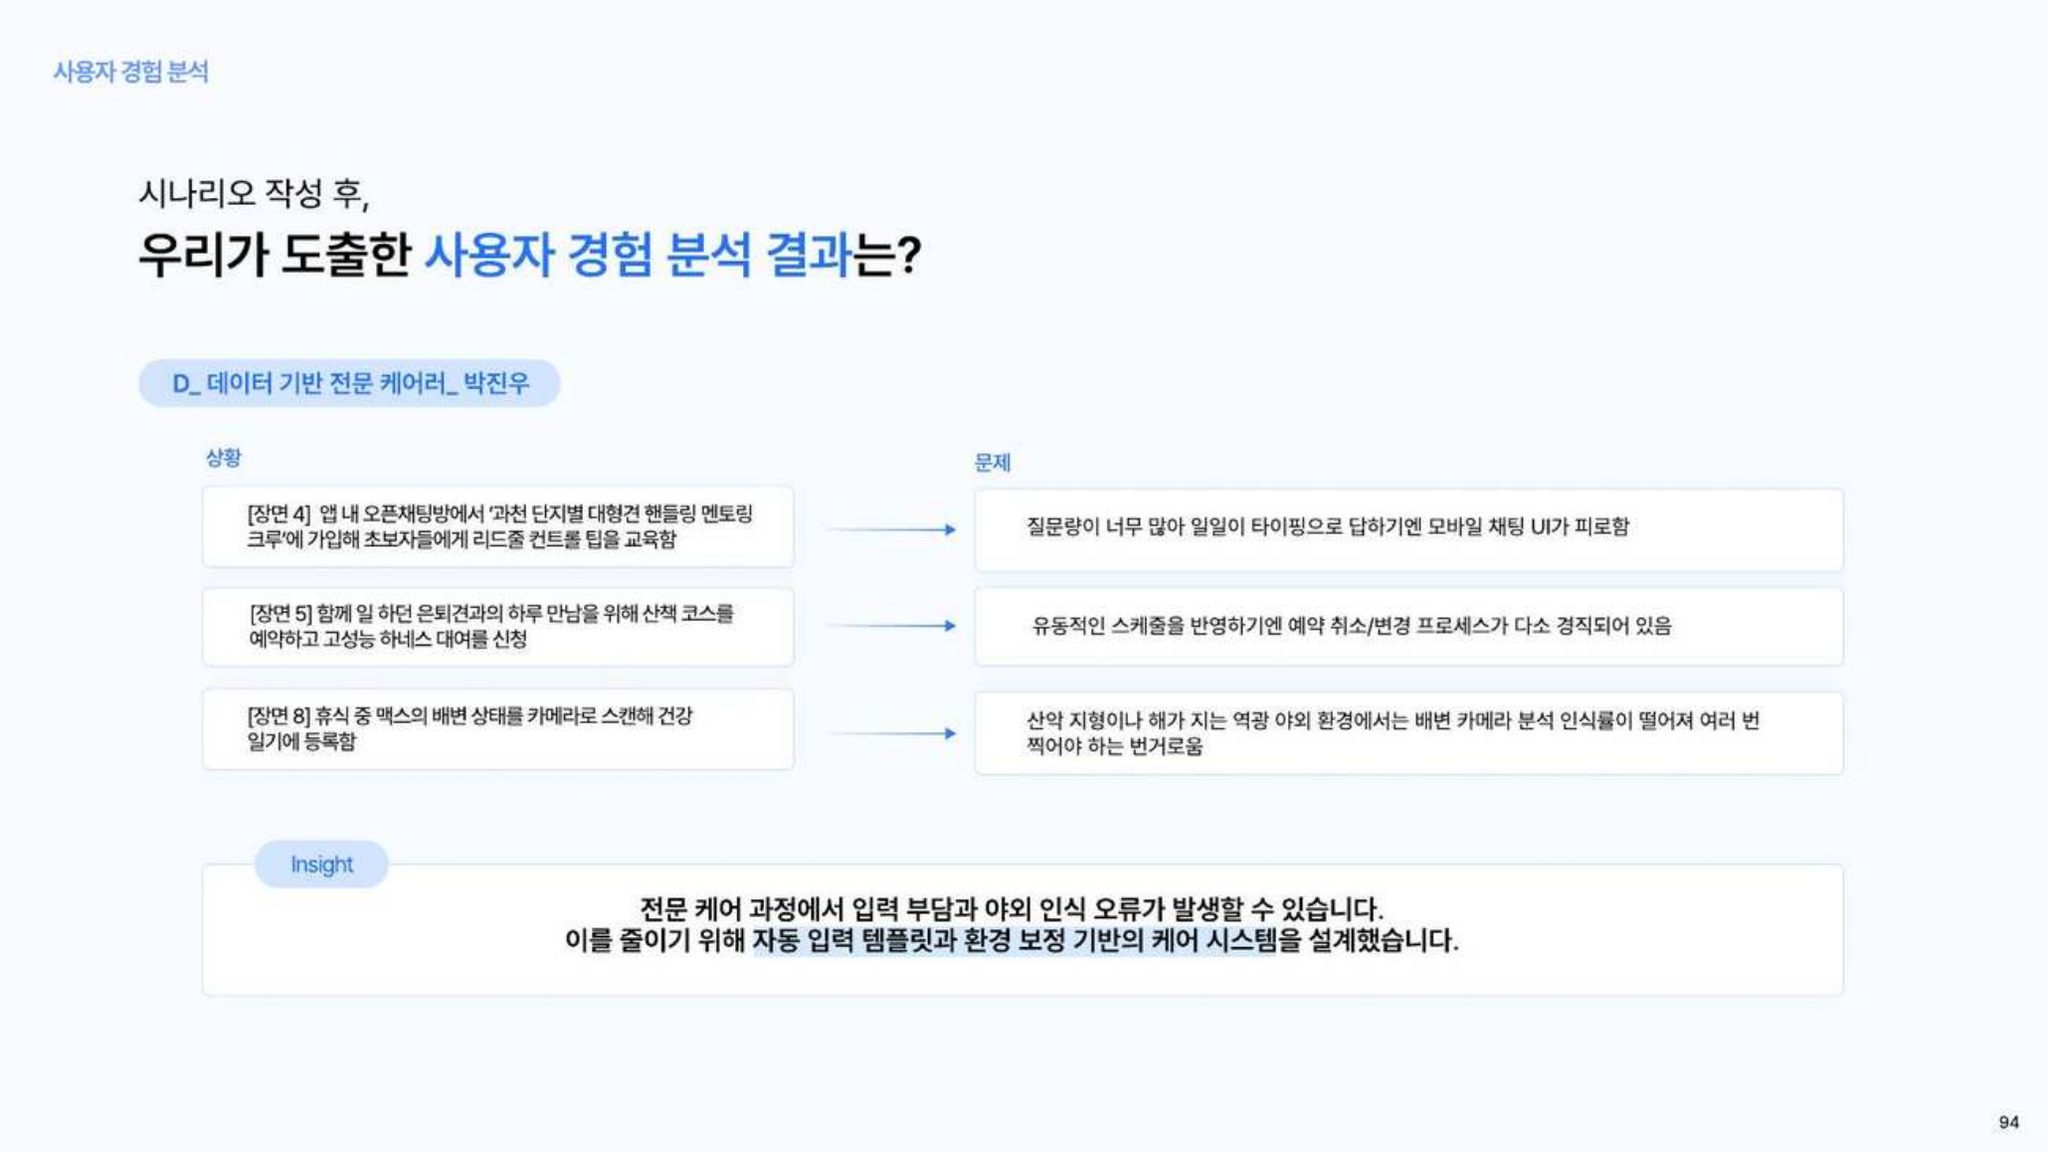 사용자 경험 분석
시나리오 작성 후,
우리가 도출한 사용자 경험 분석 결과는?
D_ 데이터 기반 전문 케어러_ 박진우
상황
문제
[장면 4] 앱 내 오픈채팅방에서 '과천 단지별 대형견 핸들링 멘토링
크루'에 가입해 초보자들에게 리드줄 컨트롤 팁을 교육함
질문량이 너무 많아 일일이 타이핑으로 답하기엔 모바일 채팅 UI가 피로함
[장면 5] 함께 일 하던 은퇴견과의 하루 만남을 위해 산책 코스를
예약하고 고성능 하네스 대여를 신청
유동적인 스케줄을 반영하기엔 예약 취소/변경 프로세스가 다소 경직되어 있음
[장면 8] 휴식 중 맥스의 배변 상태를 카메라로 스캔해 건강
일기에 등록함
산악 지형이나 해가 지는 역광 야외 환경에서는 배변 카메라 분석 인식률이 떨어져 여러 번
찍어야 하는 번거로움
Insight
전문 케어 과정에서 입력 부담과 야외 인식 오류가 발생할 수 있습니다.
이를 줄이기 위해 자동 입력 템플릿과 환경 보정 기반의 케어 시스템을 설계했습니다.
94